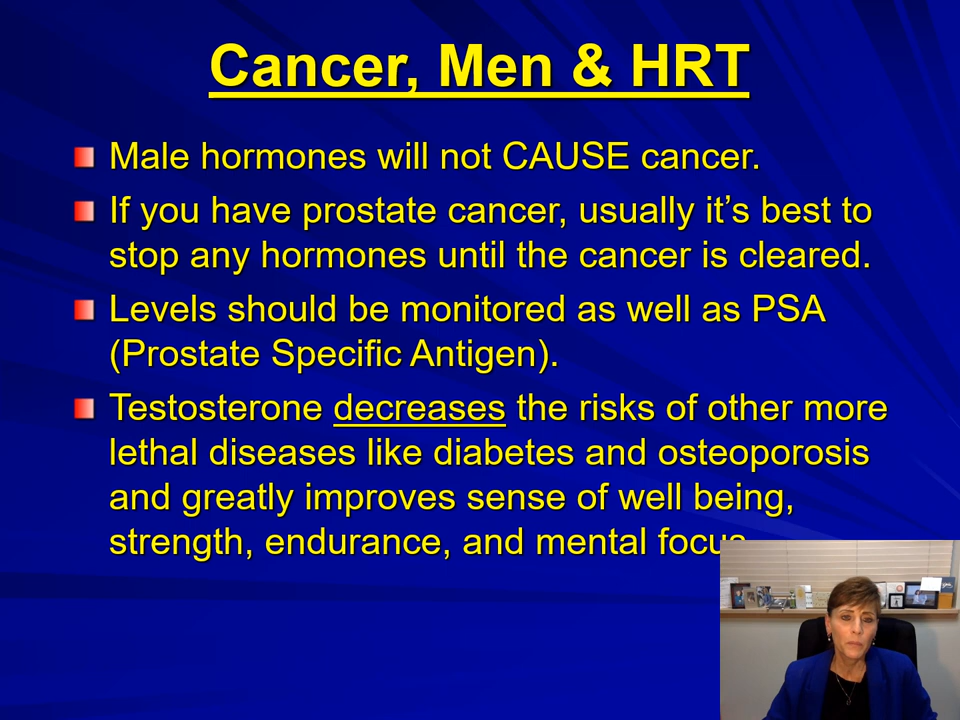 Cancer, Men & HRT
Male hormones will not CAUSE cancer.
If you have prostate cancer, usually it’s best to
stop any hormones until the cancer is cleared.
Levels should be monitored as well as PSA
(Prostate Specific Antigen).
Testosterone decreases the risks of other more
lethal diseases like diabetes and osteoporosis
and greatly improves sense of well being,
strength, endurance, and mental focus